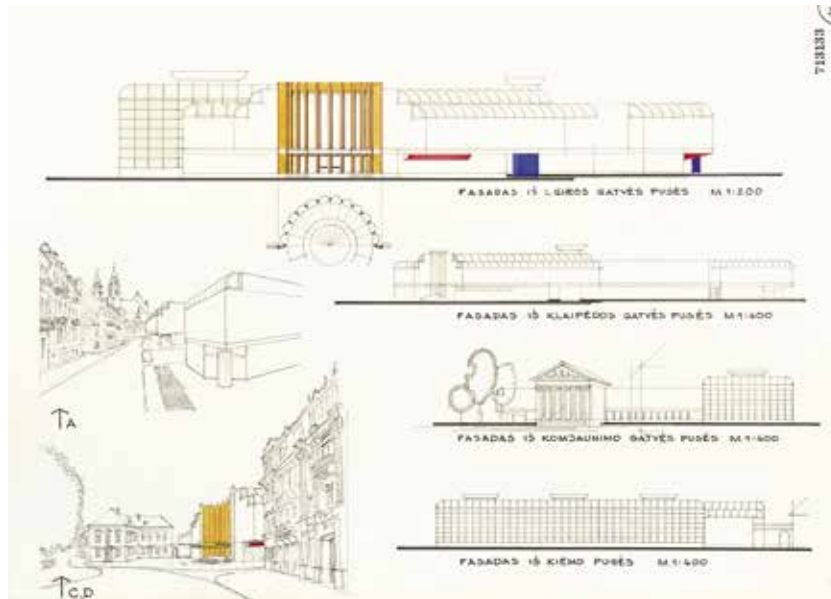 713133
FASADAS IŠ LGIROS GATVĖS PUSĖS M 1:200
FASADAS IŠ KLAIPĖDOS GATVĖS PUSĖS M 1:400
FASADAS IŠ KOMJAUNIMO GATVĖS PUSĖS M 1:400
FASADAS IŠ KIEMO PUSĖS M 1:400
A
C,D